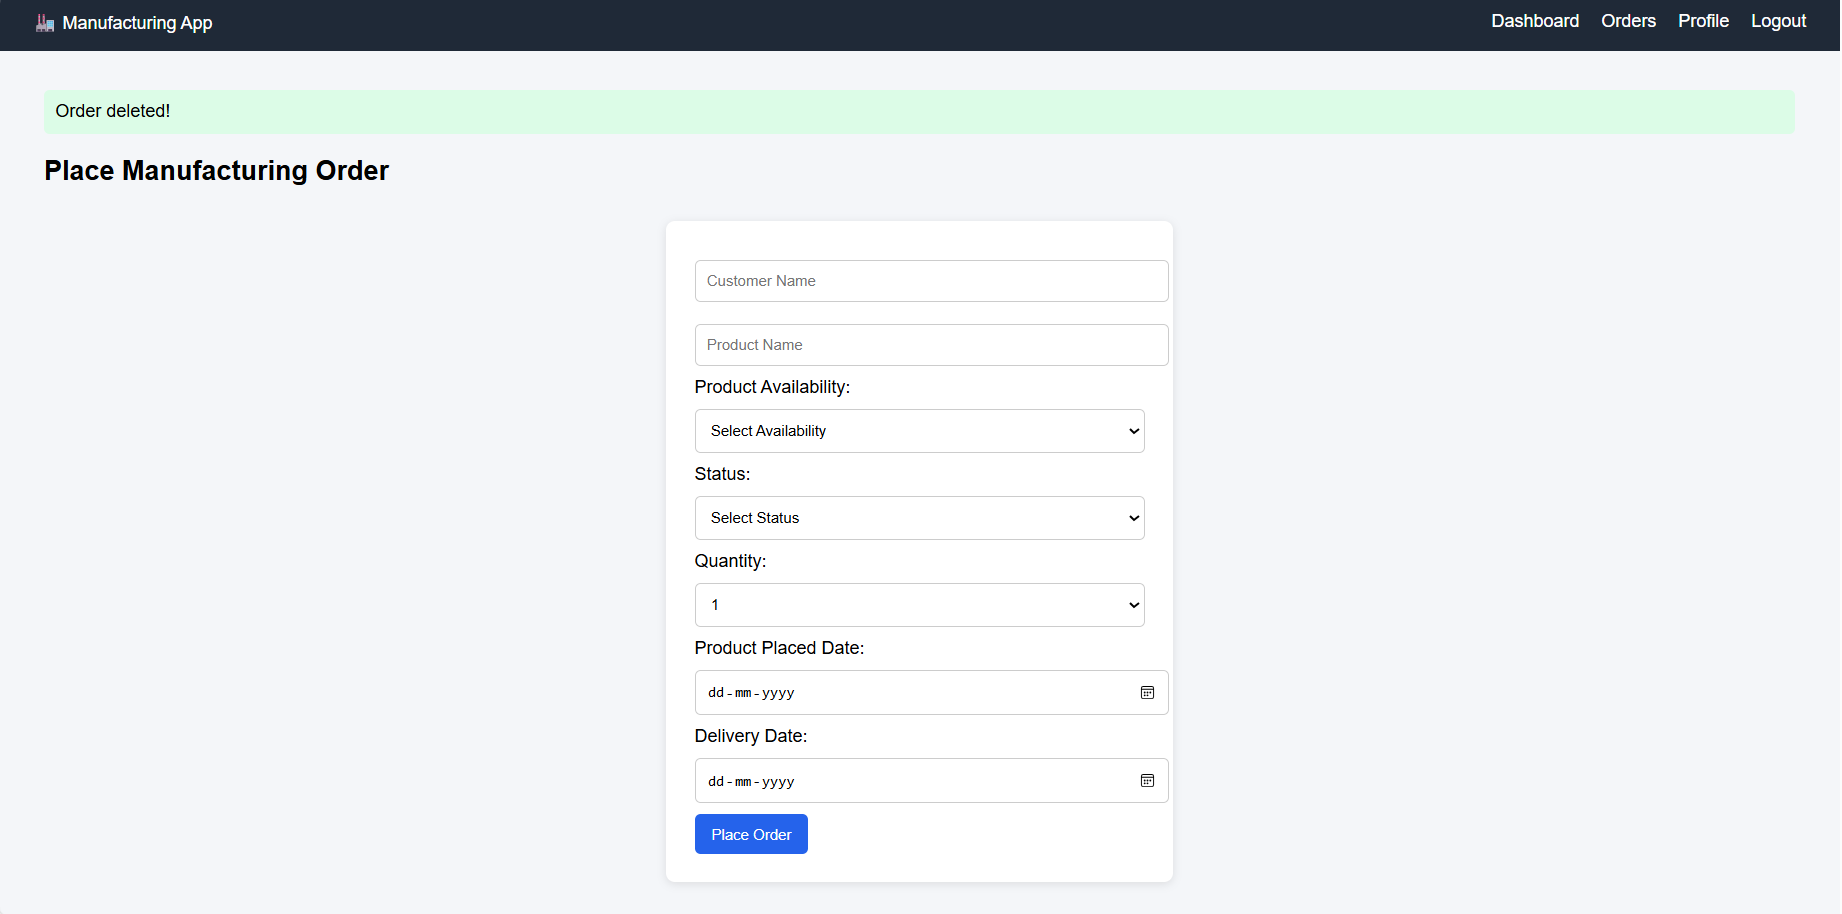 Manufacturing App
Dashboard Orders Profile Logout
Order deleted!
Place Manufacturing Order
Customer Name
Product Name
Product Availability:
Select Availability
Status:
Select Status
Quantity:
1
Product Placed Date:
dd-mm-yyyy
Delivery Date:
dd-mm-yyyy
Place Order